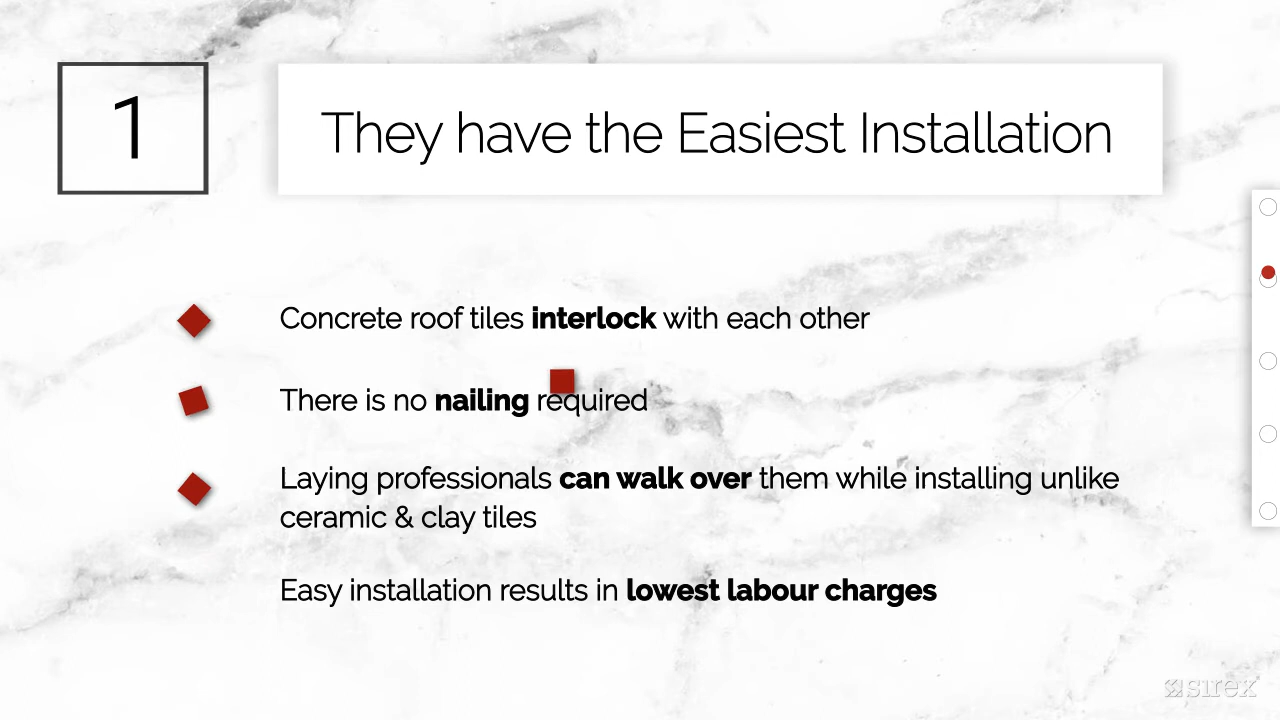 1
They have the Easiest Installation
Concrete roof tiles interlock with each other
There is no nailing required
Laying professionals can walk over them while installing unlike
ceramic & clay tiles
Easy installation results in lowest labour charges
sırex